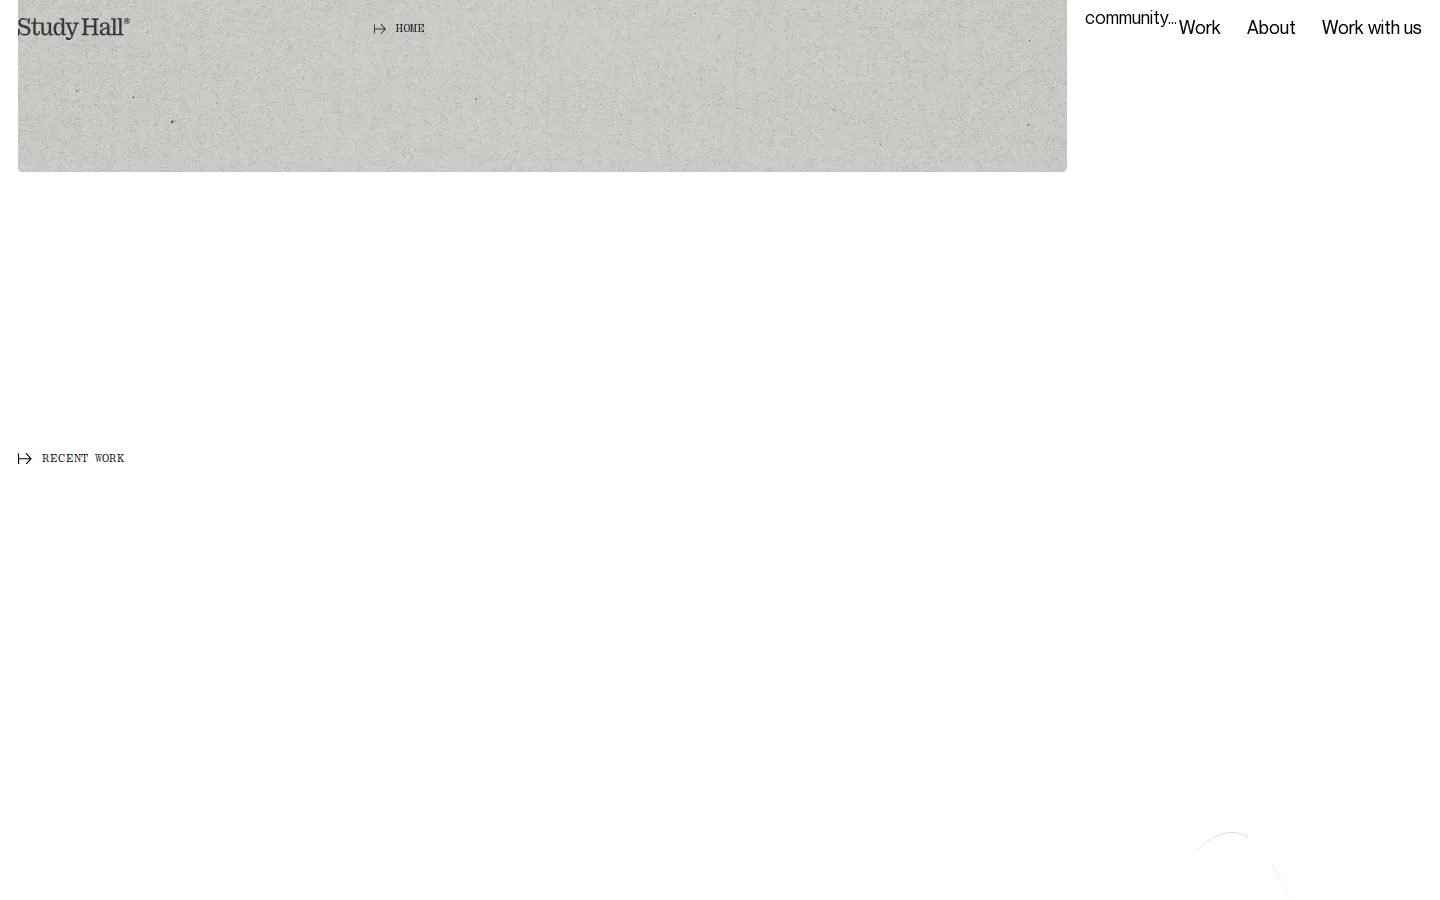 Study Hall®
HOME
community...
Work
About
Work with us
RECENT WORK